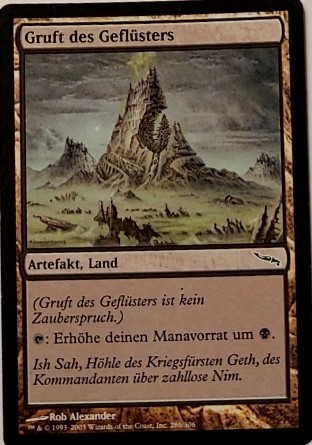 Gruft des Geflüsters
Artefakt, Land
(Gruft des Geflüsters ist kein
Zauberspruch.)
: Erhöhe deinen Manavorrat um .
Ish Sah, Höhle des Kriegsfürsten Geth, des
Kommandanten über zahllose Nim.
Rob Alexander
™ & © 1993-2003 Wizards of the Coast, Inc. 286/306